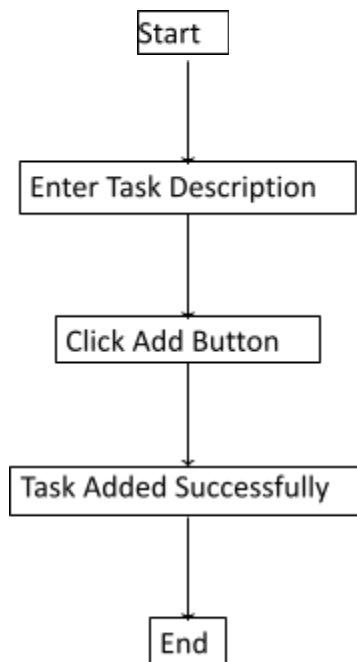 Start
Enter Task Description
Click Add Button
Task Added Successfully
End